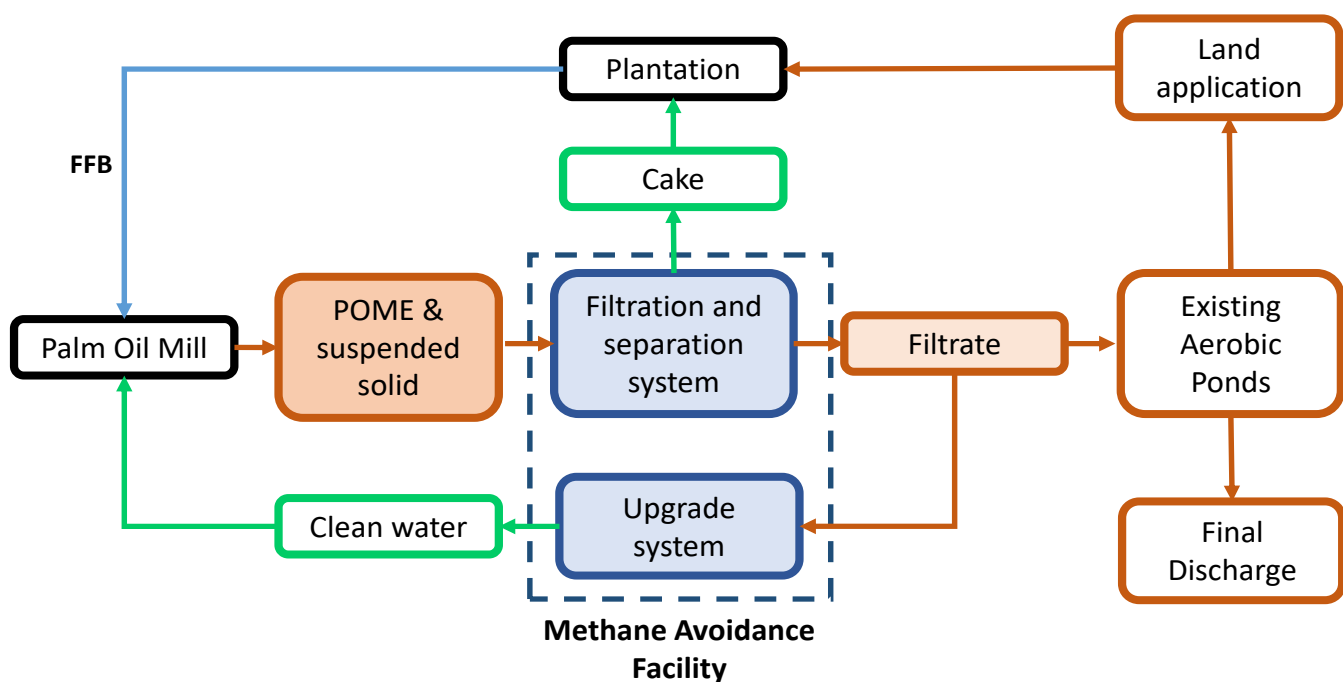 Plantation
Land
application
FFB
Cake
Palm Oil Mill
POME &
suspended
solid
Filtration and
separation
system
Filtrate
Existing
Aerobic
Ponds
Clean water
Upgrade
system
Final
Discharge
Methane Avoidance
Facility